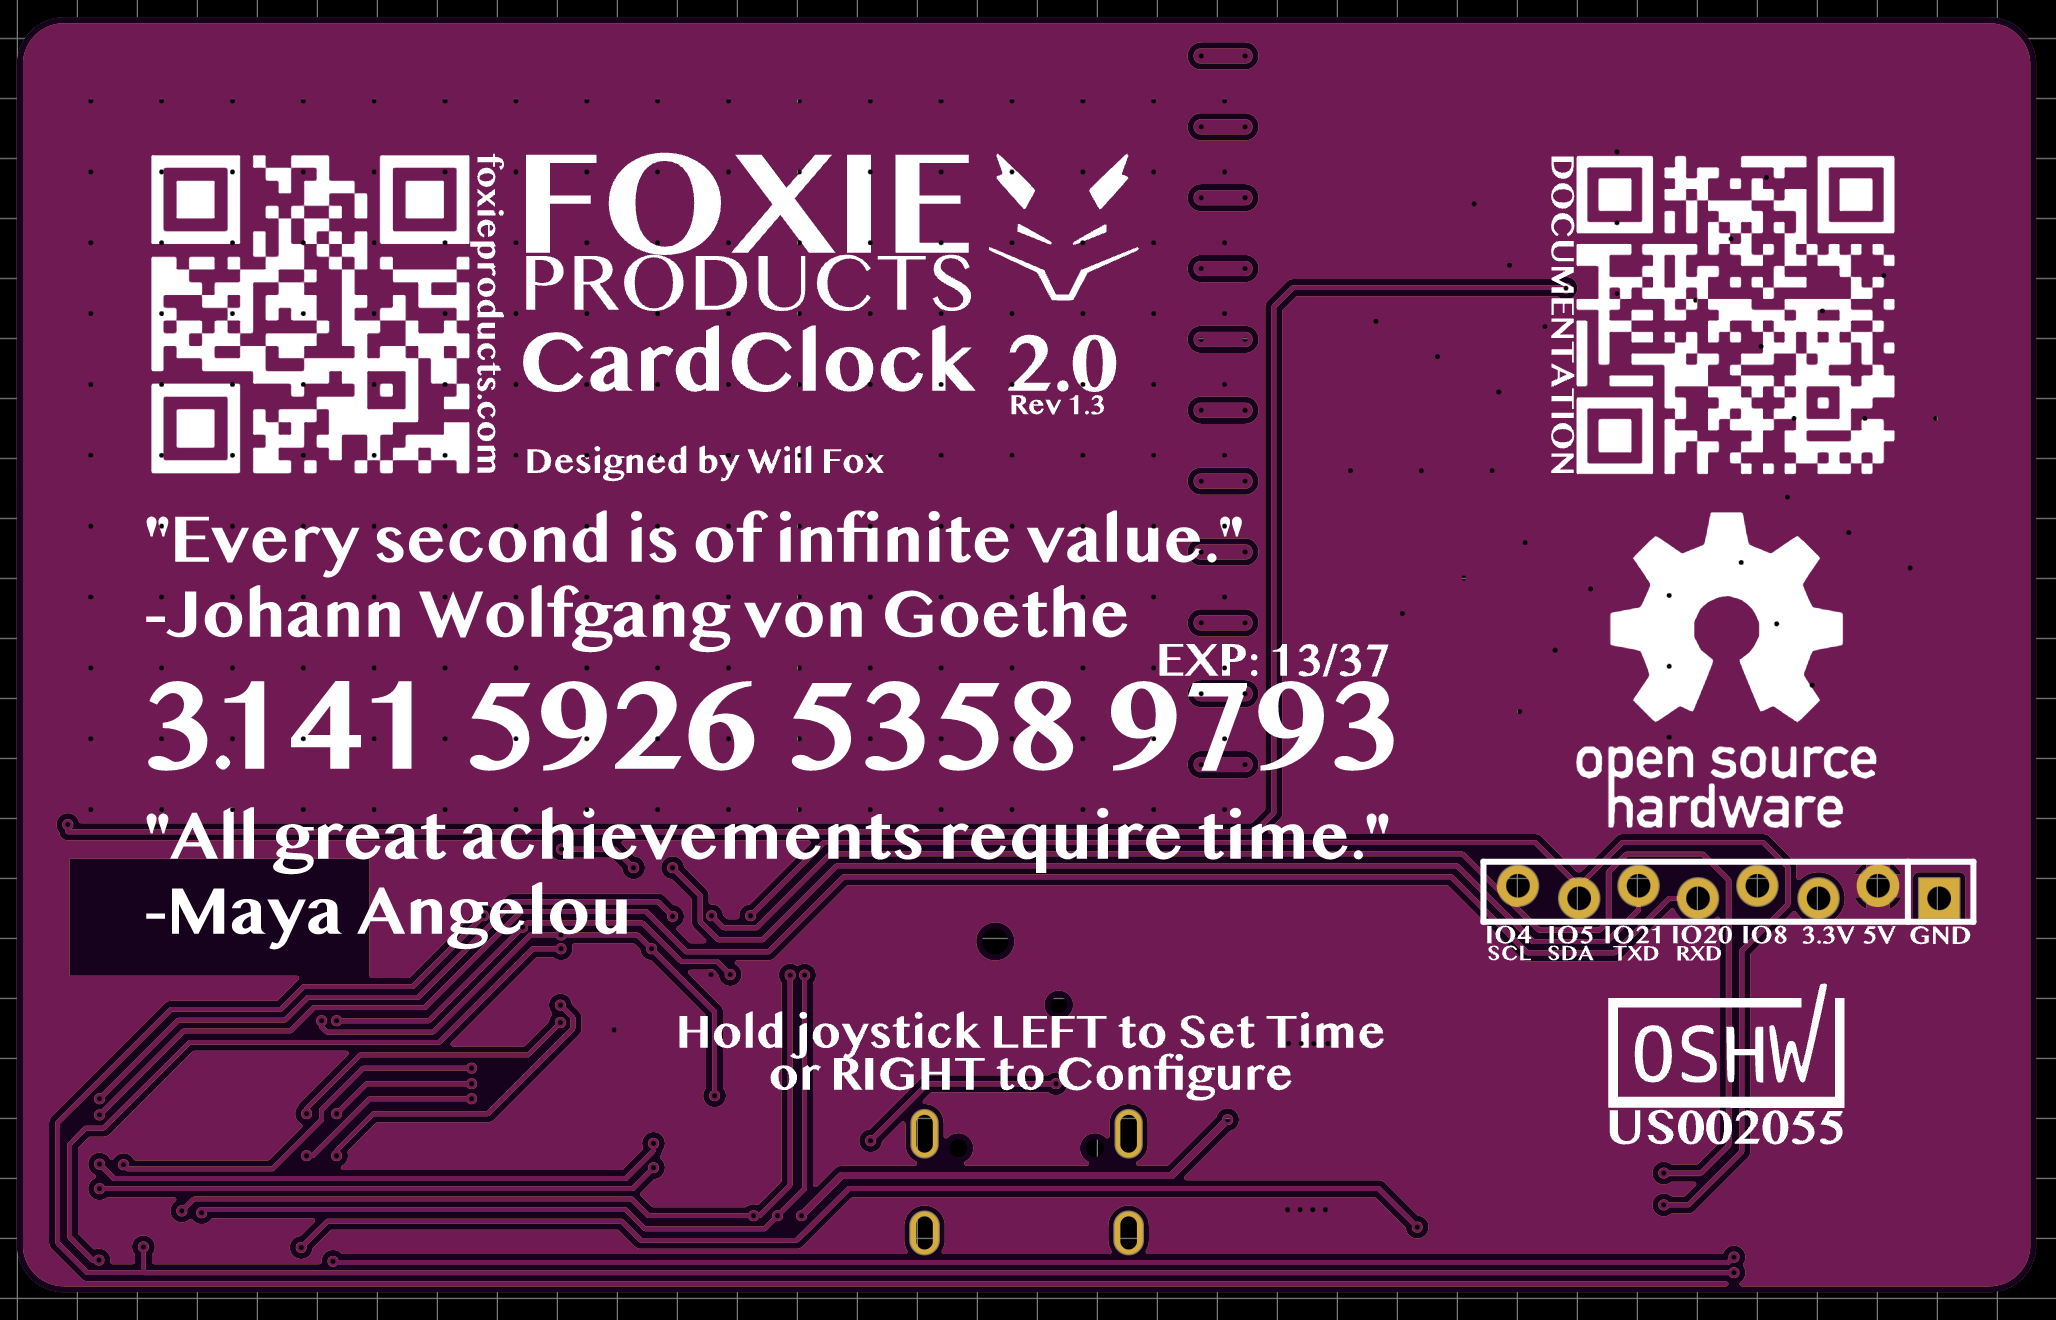 foxieproducts.com
FOXIE
PRODUCTS
CardClock 2.0
Rev 1.3
Designed by Will Fox
"Every second is of infinite value."
-Johann Wolfgang von Goethe
EXP: 13/37
3.141 5926 5358 9793
"All great achievements require time."
-Maya Angelou
Hold joystick LEFT to Set Time
or RIGHT to Configure
DOCUMENTATION
open source
hardware
IO4 IO5 IO21 IO20 IO8 3.3V 5V GND
SCL SDA TXD RXD
OSHW
US002055